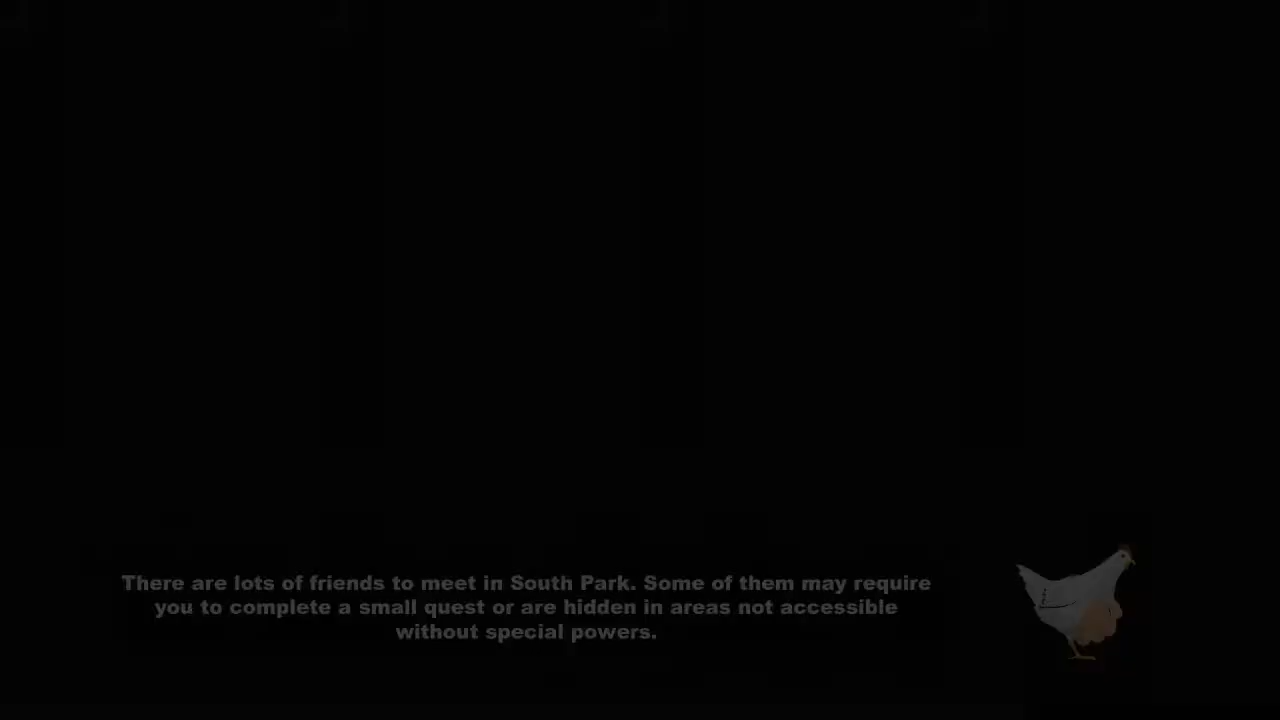 There are lots of friends to meet in South Park. Some of them may require
you to complete a small quest or are hidden in areas not accessible
without special powers.